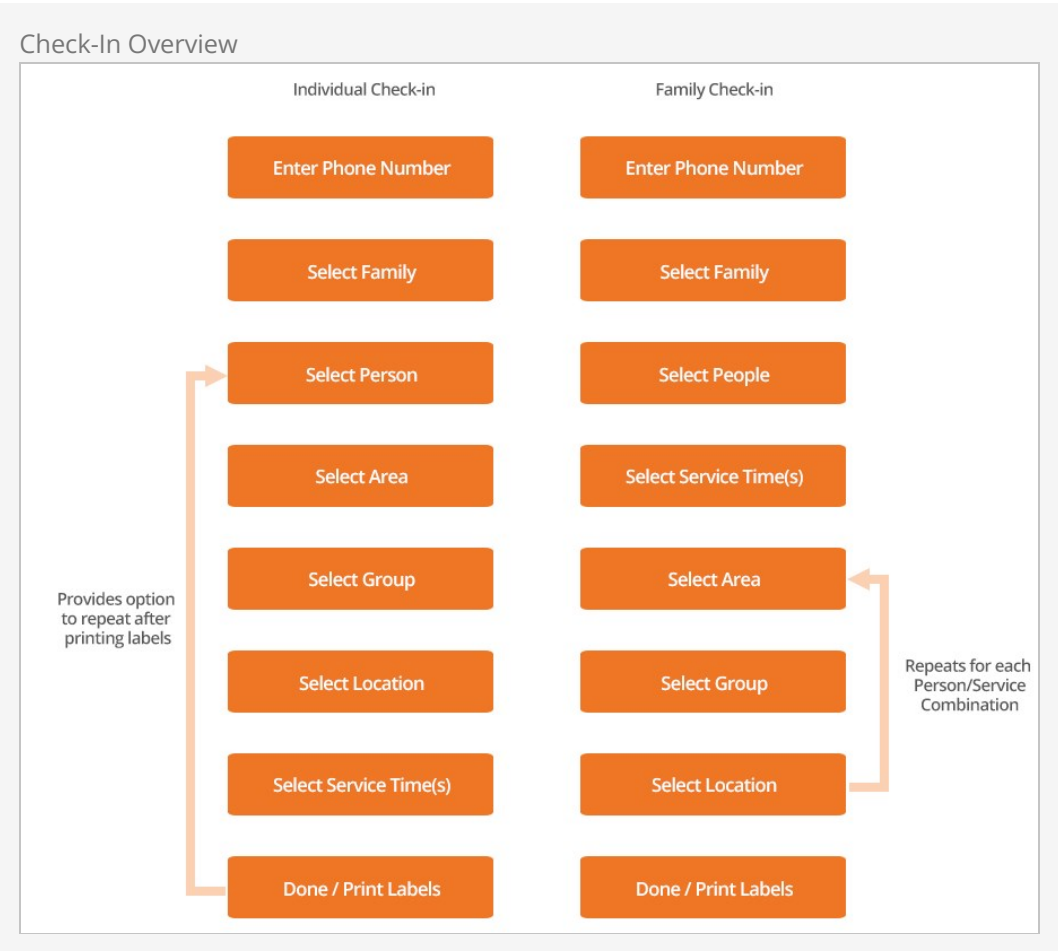 Check-In Overview
Individual Check-in
Enter Phone Number
Select Family
Select Person
Select Area
Select Group
Select Location
Select Service Time(s)
Done / Print Labels
Provides option
to repeat after
printing labels
Family Check-in
Enter Phone Number
Select Family
Select People
Select Service Time(s)
Select Area
Select Group
Select Location
Done / Print Labels
Repeats for each
Person/Service
Combination